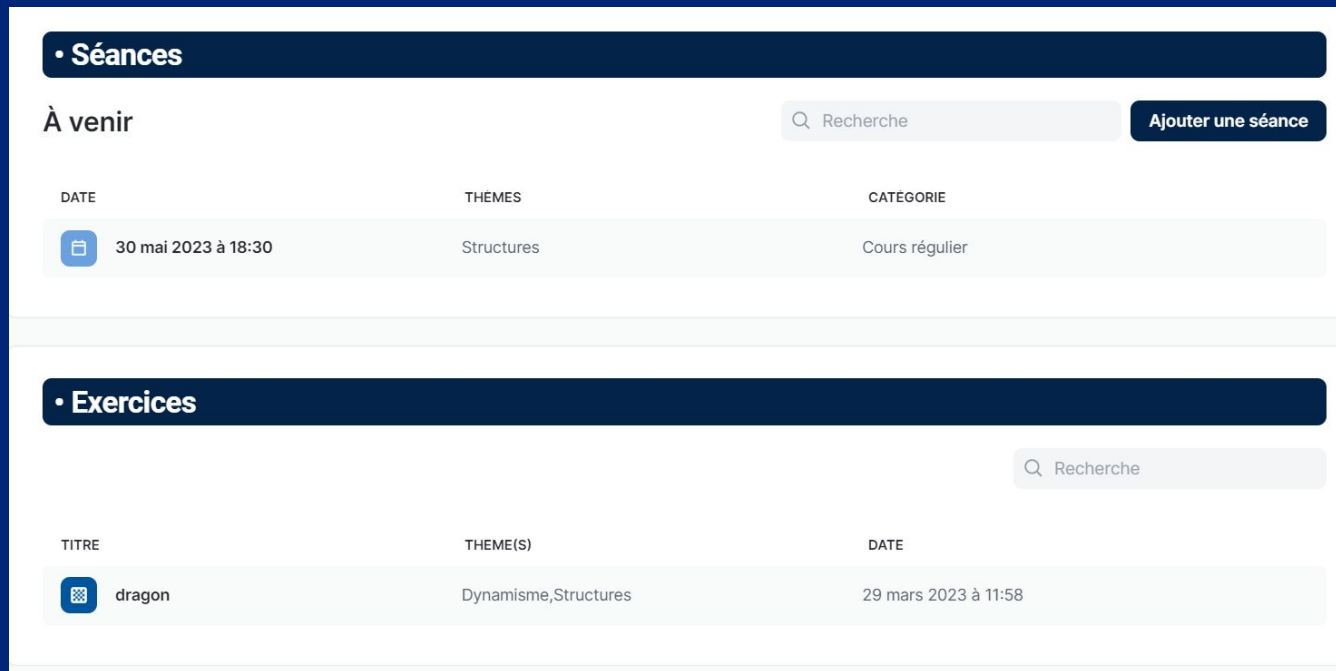 • Séances
À venir
Recherche
Ajouter une séance
DATE THÈMES CATÉGORIE
30 mai 2023 à 18:30 Structures Cours régulier
• Exercices
Recherche
TITRE THEME(S) DATE
dragon Dynamisme,Structures 29 mars 2023 à 11:58